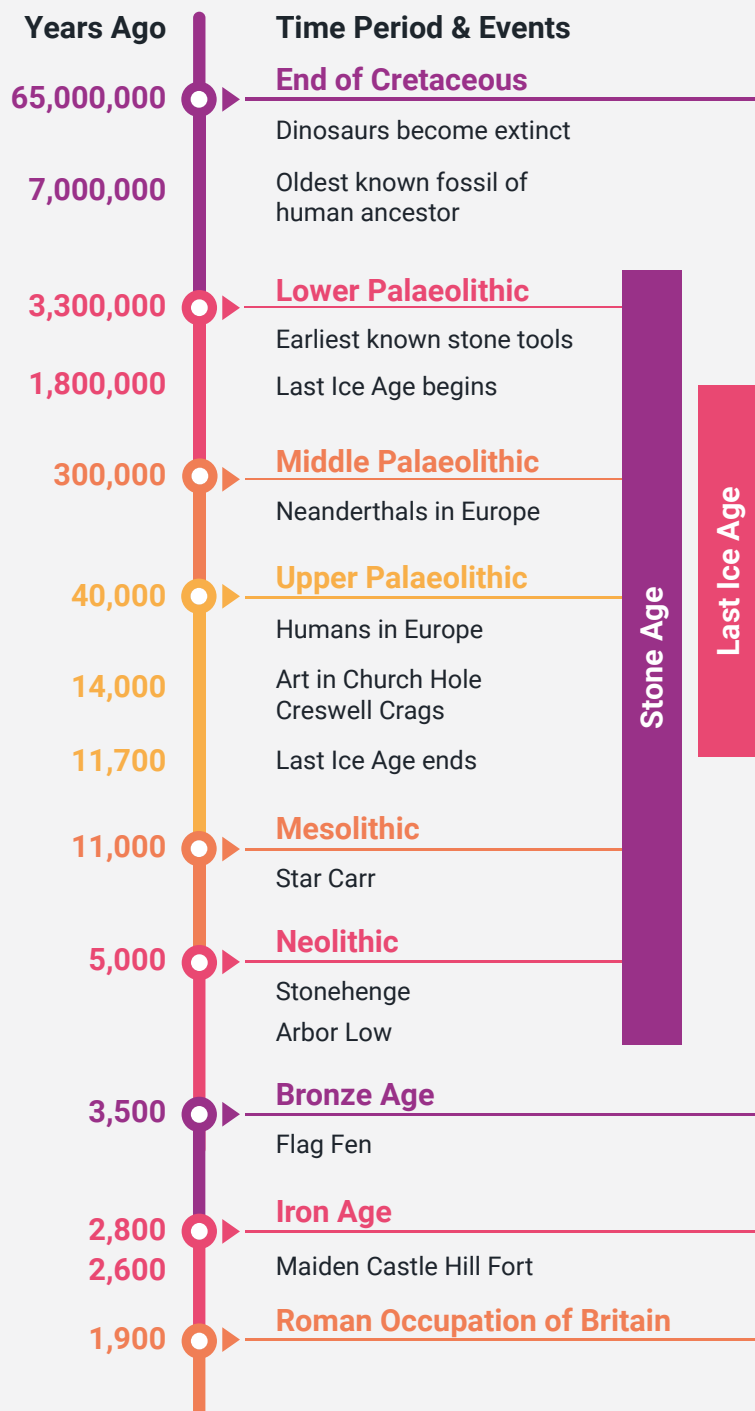 Years Ago
Time Period & Events
65,000,000
End of Cretaceous
Dinosaurs become extinct
7,000,000
Oldest known fossil of
human ancestor
3,300,000
Lower Palaeolithic
Earliest known stone tools
1,800,000
Last Ice Age begins
300,000
Middle Palaeolithic
Neanderthals in Europe
40,000
Upper Palaeolithic
Humans in Europe
14,000
Art in Church Hole
Creswell Crags
11,700
Last Ice Age ends
11,000
Mesolithic
Star Carr
5,000
Neolithic
Stonehenge
Arbor Low
3,500
Bronze Age
Flag Fen
2,800
Iron Age
2,600
Maiden Castle Hill Fort
1,900
Roman Occupation of Britain
Stone Age
Last Ice Age